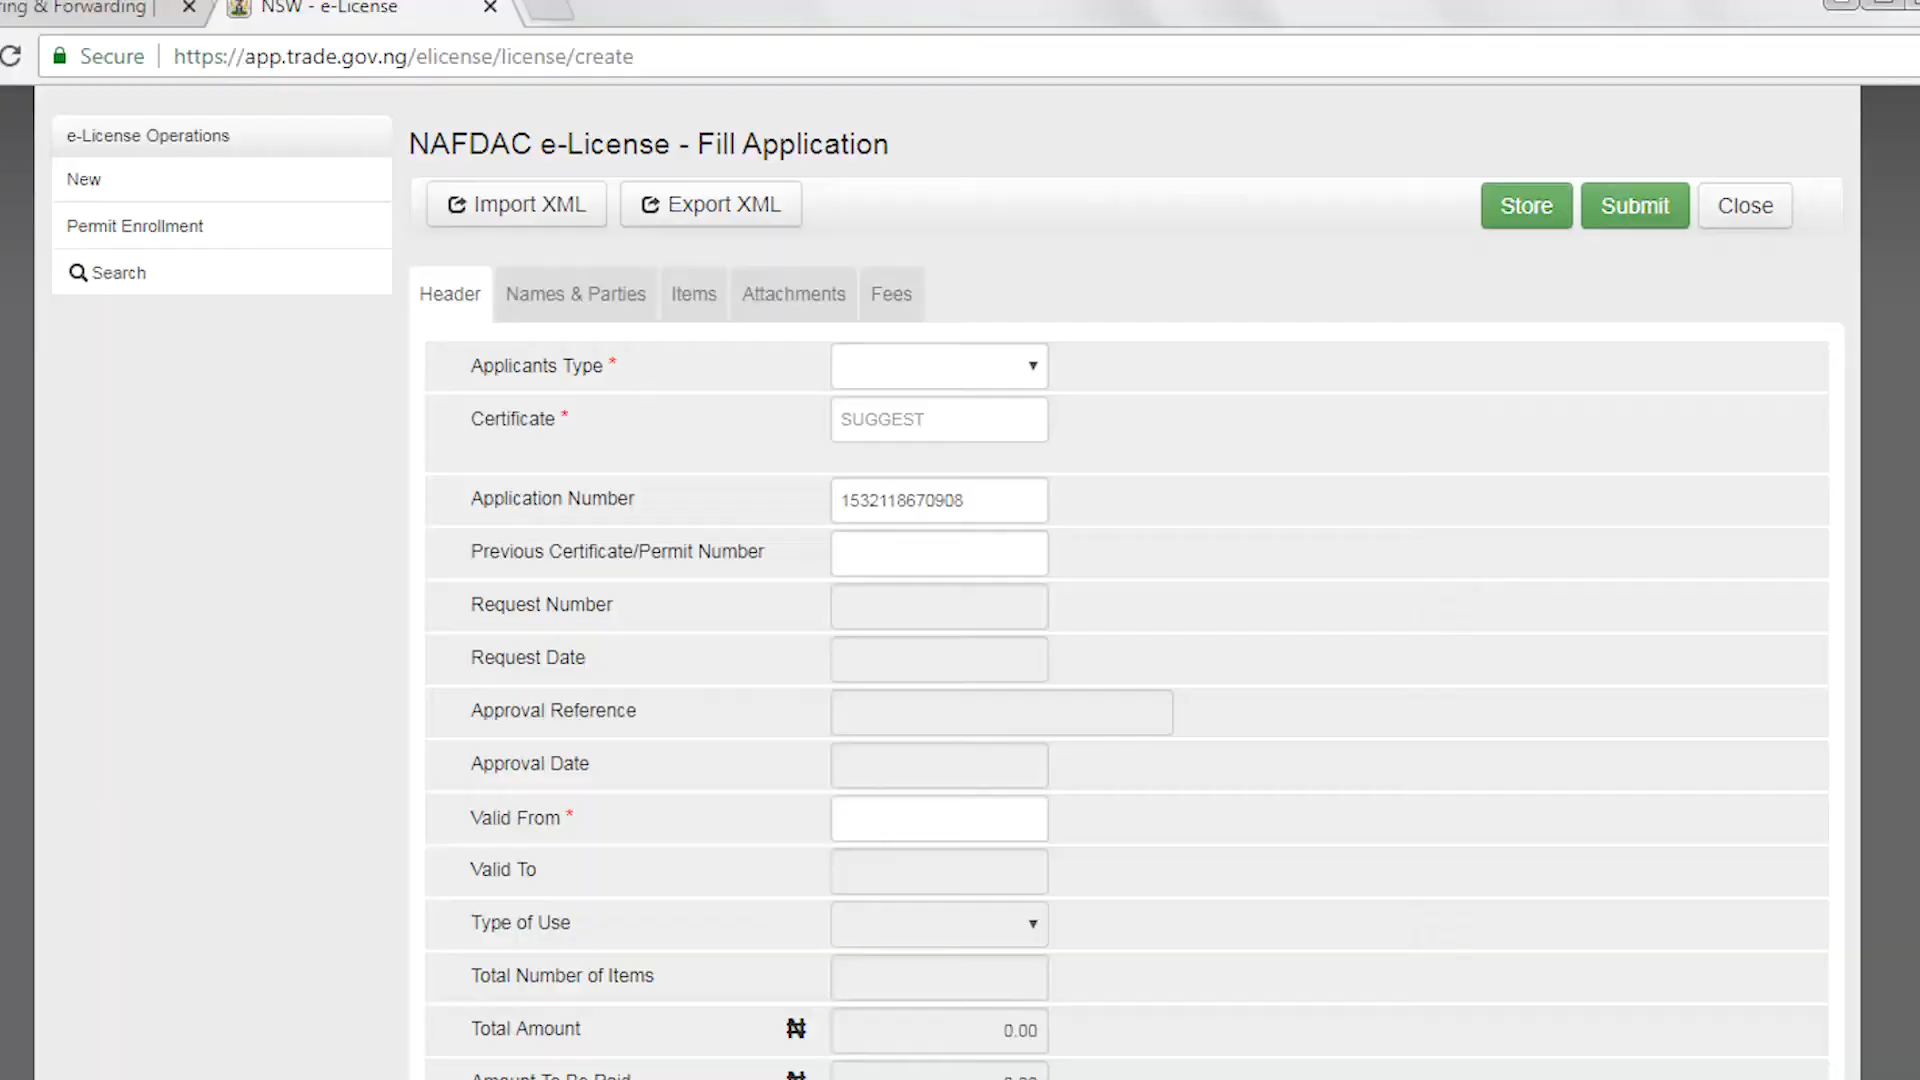 ring & Forwarding |
NSW - e-License
Secure
https://app.trade.gov.ng/elicense/license/create
e-License Operations
New
Permit Enrollment
Search
NAFDAC e-License - Fill Application
Import XML
Export XML
Store
Submit
Close
Header
Names & Parties
Items
Attachments
Fees
Applicants Type *
Certificate *
SUGGEST
Application Number
1532118670908
Previous Certificate/Permit Number
Request Number
Request Date
Approval Reference
Approval Date
Valid From *
Valid To
Type of Use
Total Number of Items
Total Amount ₦ 0.00
Amount To Be Paid ₦ 0.00